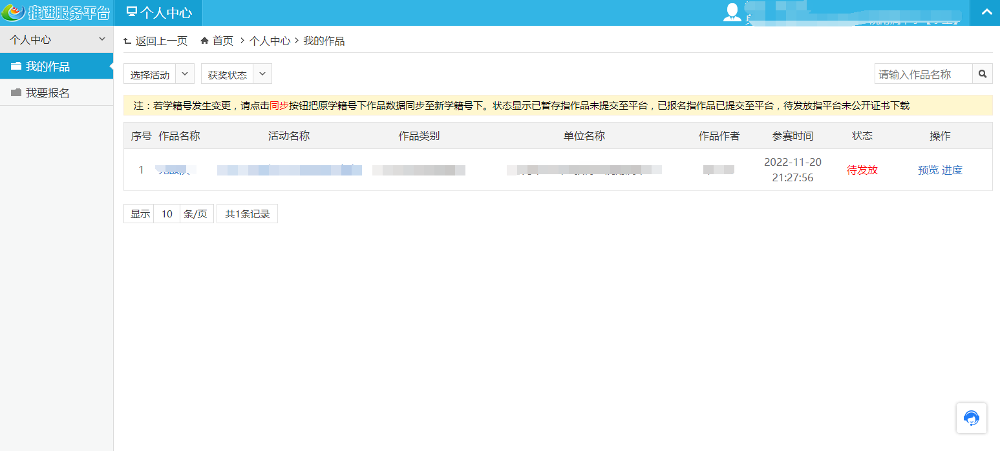 推进服务平台 个人中心
个人中心
我的作品
我要报名
返回上一页 首页 个人中心 我的作品
选择活动 获奖状态 请输入作品名称
注：若学籍号发生变更，请点击同步按钮把原学籍号下作品数据同步至新学籍号下。状态显示已暂存指作品未提交至平台，已报名指作品已提交至平台，待发放指平台未公开证书下载
序号 作品名称 活动名称 作品类别 单位名称 作品作者 参赛时间 状态 操作
1 2022-11-20 21:27:56 待发放 预览 进度
显示 10 条/页 共1条记录